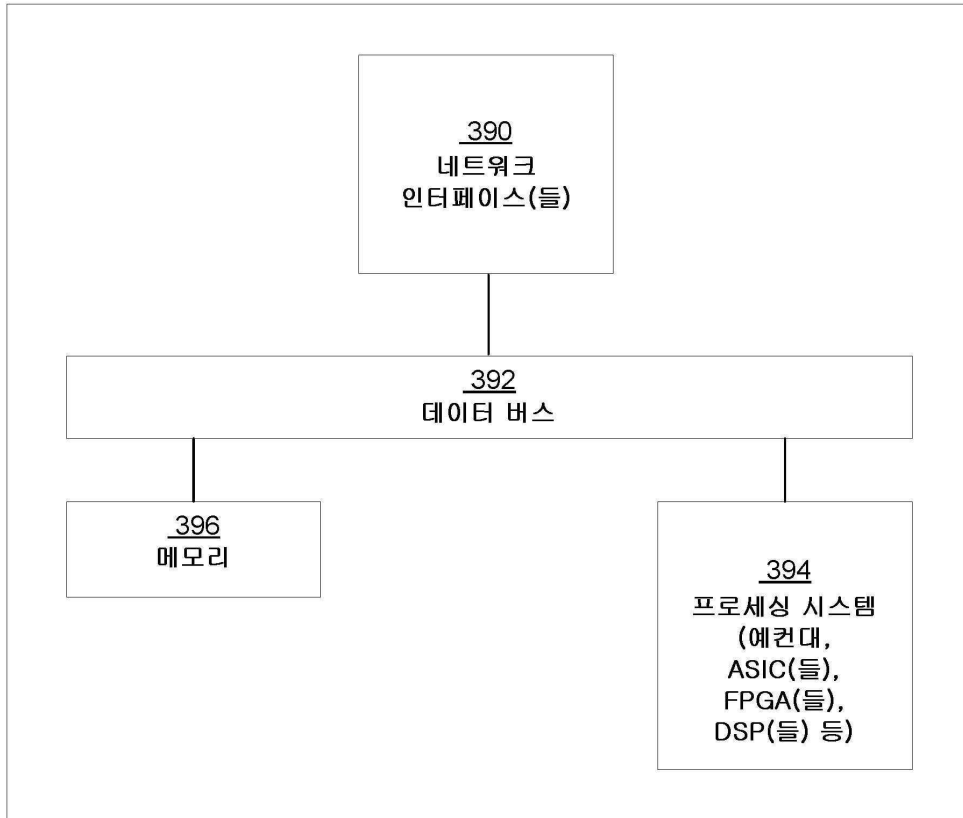 390
네트워크
인터페이스(들)
392
데이터 버스
396
메모리
394
프로세싱 시스템
(예컨대,
ASIC(들),
FPGA(들),
DSP(들) 등)